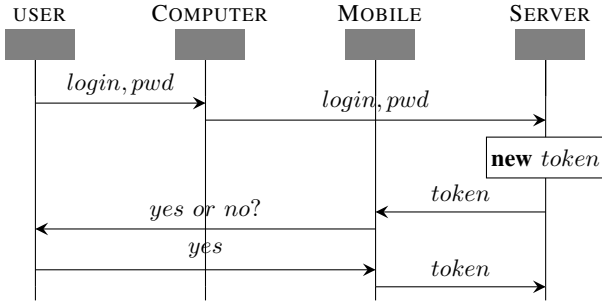 USER COMPUTER MOBILE SERVER
login, pwd
login, pwd
new token
token
yes or no?
yes
token